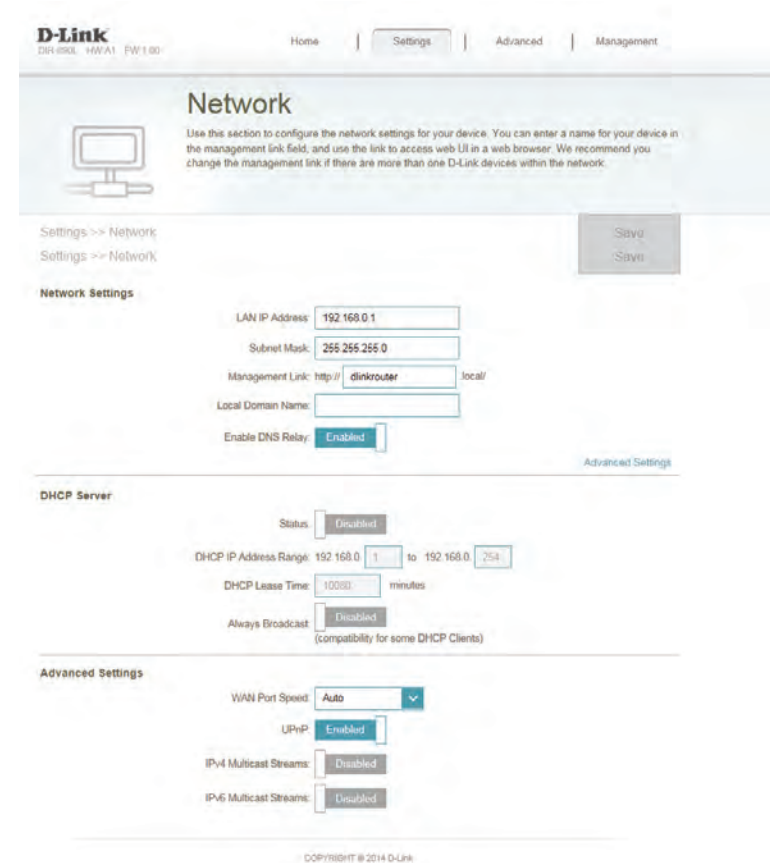 D-Link
DIR-890L HW:A1 FW:1.00
Home Settings Advanced Management
Network
Use this section to configure the network settings for your device. You can enter a name for your device in
the management link field, and use the link to access web UI in a web browser. We recommend you
change the management link if there are more than one D-Link devices within the network.
Settings >> Network Save
Settings >> Network Save
Network Settings
LAN IP Address: 192.168.0.1
Subnet Mask: 255.255.255.0
Management Link: http:// dlinkrouter .local/
Local Domain Name:
Enable DNS Relay: Enabled
Advanced Settings
DHCP Server
Status: Disabled
DHCP IP Address Range: 192.168.0. 1 to 192.168.0. 254
DHCP Lease Time: 10080 minutes
Always Broadcast: Disabled
(compatibility for some DHCP Clients)
Advanced Settings
WAN Port Speed: Auto
UPnP: Enabled
IPv4 Multicast Streams: Disabled
IPv6 Multicast Streams: Disabled
COPYRIGHT © 2014 D-Link